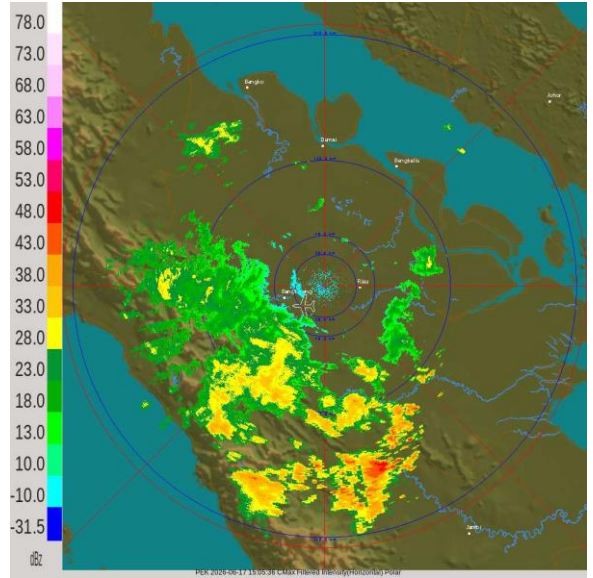 78.0
73.0
68.0
63.0
58.0
53.0
48.0
43.0
38.0
33.0
28.0
23.0
18.0
13.0
10.0
-10.0
-31.5
dBz
Bangko
Johor
Dumai
Bengkalis
Riau
Jambi
PEK 2026-06-17 15:05:36 CMax Filtered Intensity(Horizontal) Polar